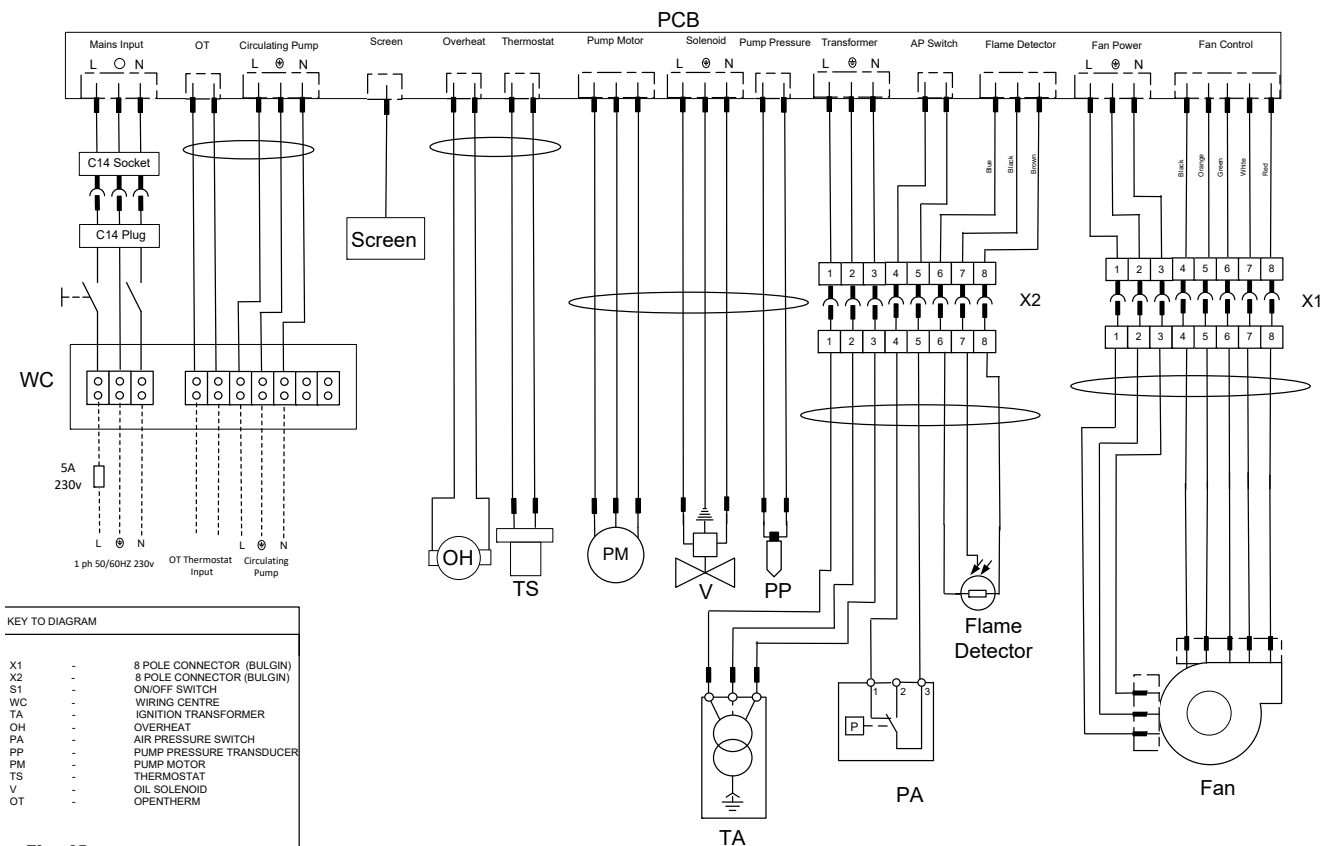 PCB
Mains Input OT Circulating Pump Screen Overheat Thermostat Pump Motor Solenoid Pump Pressure Transformer AP Switch Flame Detector Fan Power Fan Control
L N L N L N L N L N
Blue Black Brown Black Orange Green White Red
C14 Socket
C14 Plug
Screen
1 2 3 4 5 6 7 8
X2
1 2 3 4 5 6 7 8
1 2 3 4 5 6 7 8
X1
1 2 3 4 5 6 7 8
WC
5A
230v
L N L N
1 ph 50/60HZ 230v
OT Thermostat
Input
Circulating
Pump
OH
TS
PM
V
PP
Flame
Detector
1 2 3
P
PA
TA
Fan
KEY TO DIAGRAM
X1 - 8 POLE CONNECTOR (BULGIN)
X2 - 8 POLE CONNECTOR (BULGIN)
S1 - ON/OFF SWITCH
WC - WIRING CENTRE
TA - IGNITION TRANSFORMER
OH - OVERHEAT
PA - AIR PRESSURE SWITCH
PP - PUMP PRESSURE TRANSDUCER
PM - PUMP MOTOR
TS - THERMOSTAT
V - OIL SOLENOID
OT - OPENTHERM